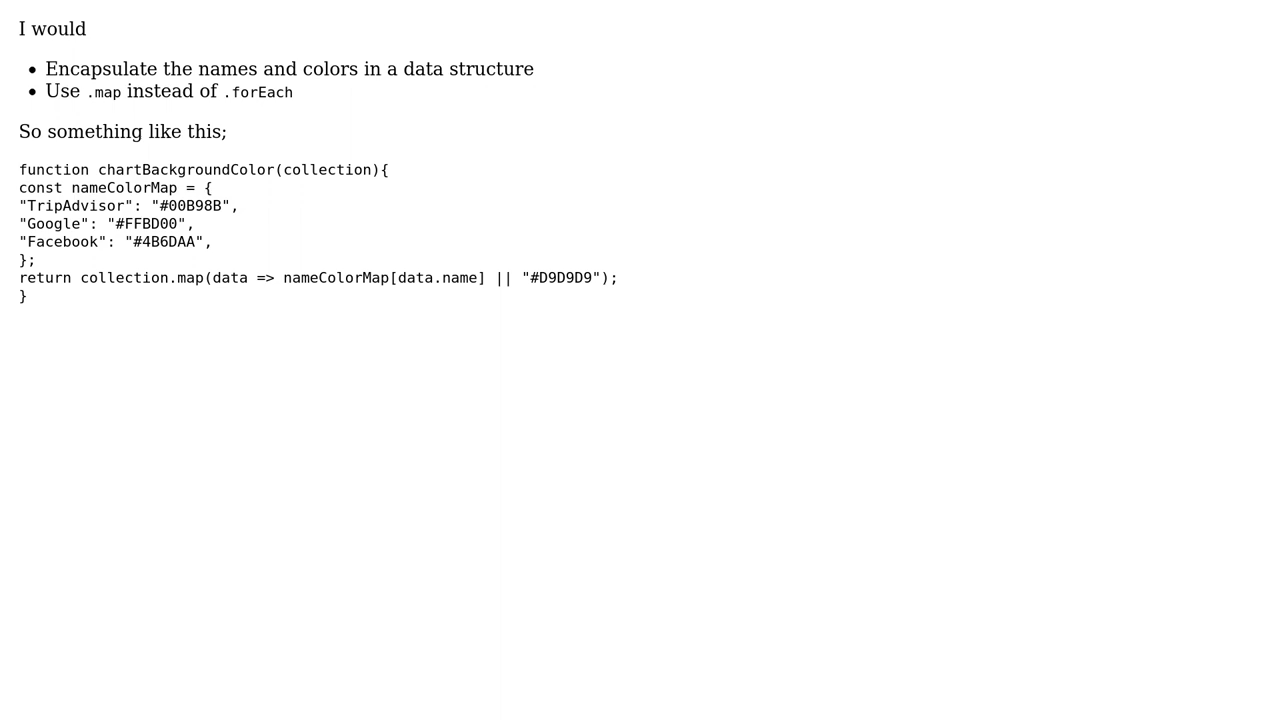 I would
• Encapsulate the names and colors in a data structure
• Use .map instead of .forEach
So something like this;
function chartBackgroundColor(collection){
const nameColorMap = {
"TripAdvisor": "#00B98B",
"Google": "#FFBD00",
"Facebook": "#4B6DAA",
};
return collection.map(data => nameColorMap[data.name] || "#D9D9D9");
}